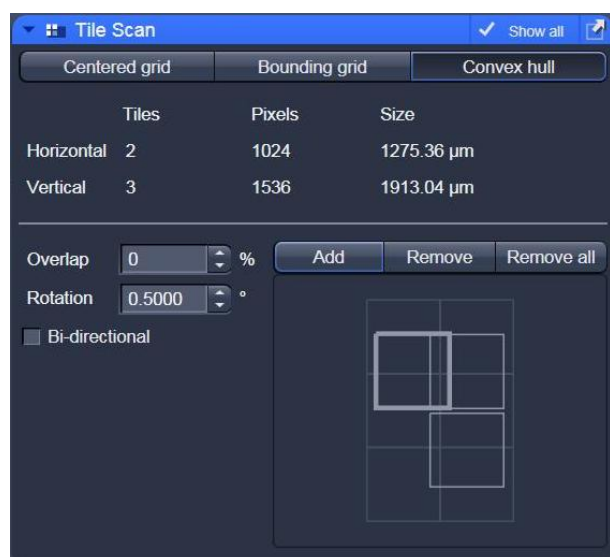 Tile Scan
Show all
Centered grid Bounding grid Convex hull
Tiles Pixels Size
Horizontal 2 1024 1275.36 µm
Vertical 3 1536 1913.04 µm
Overlap 0 % Add Remove Remove all
Rotation 0.5000 °
Bi-directional